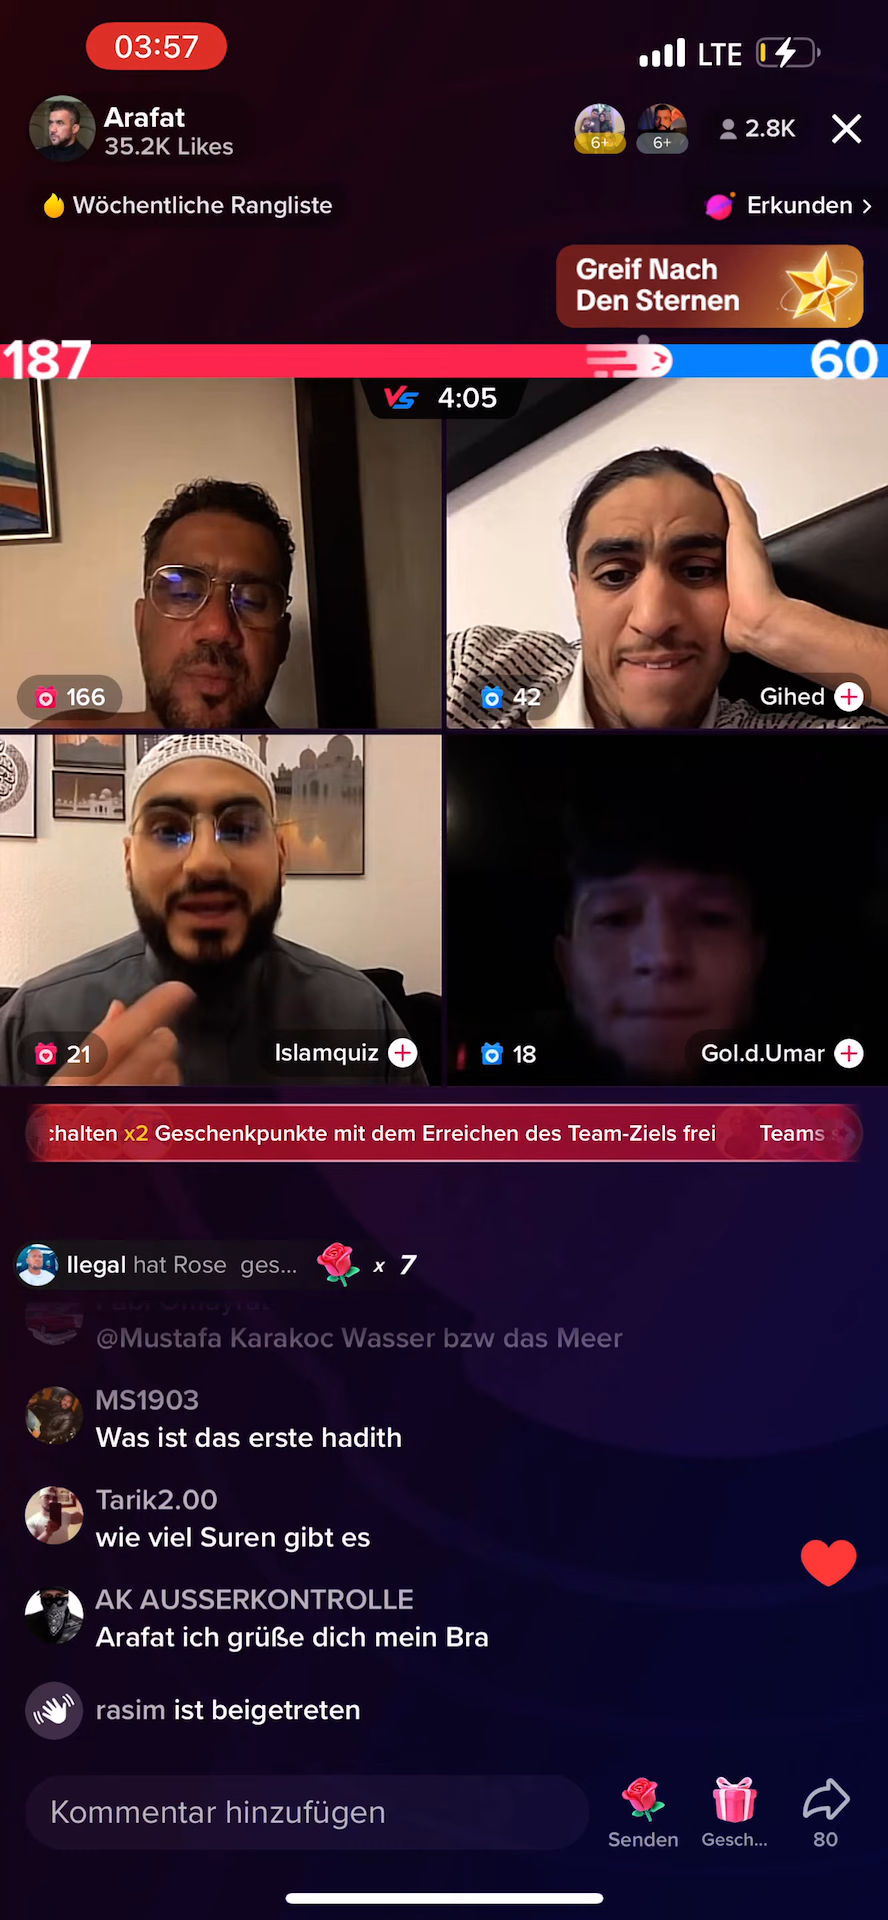 03:57
LTE
Arafat
35.2K Likes
6+
6+
2.8K
Wöchentliche Rangliste
Erkunden >
Greif Nach
Den Sternen
187
60
VS 4:05
166
42
Gihed
21
Islamquiz
18
Gol.d.Umar
chalten x2 Geschenkpunkte mit dem Erreichen des Team-Ziels frei Teams
Ilegal hat Rose ges... x 7
@Mustafa Karakoc Wasser bzw das Meer
MS1903
Was ist das erste hadith
Tarik2.00
wie viel Suren gibt es
AK AUSSERKONTROLLE
Arafat ich grüße dich mein Bra
rasim ist beigetreten
Kommentar hinzufügen
Senden
Gesch...
80